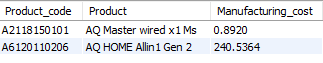 Product_code Product Manufacturing_cost
A2118150101 AQ Master wired x1 Ms 0.8920
A6120110206 AQ HOME Allin1 Gen 2 240.5364